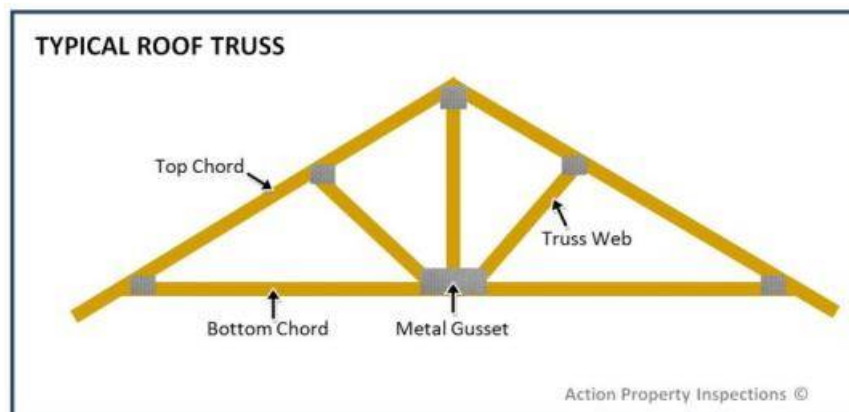 TYPICAL ROOF TRUSS
Top Chord
Truss Web
Bottom Chord
Metal Gusset
Action Property Inspections ©